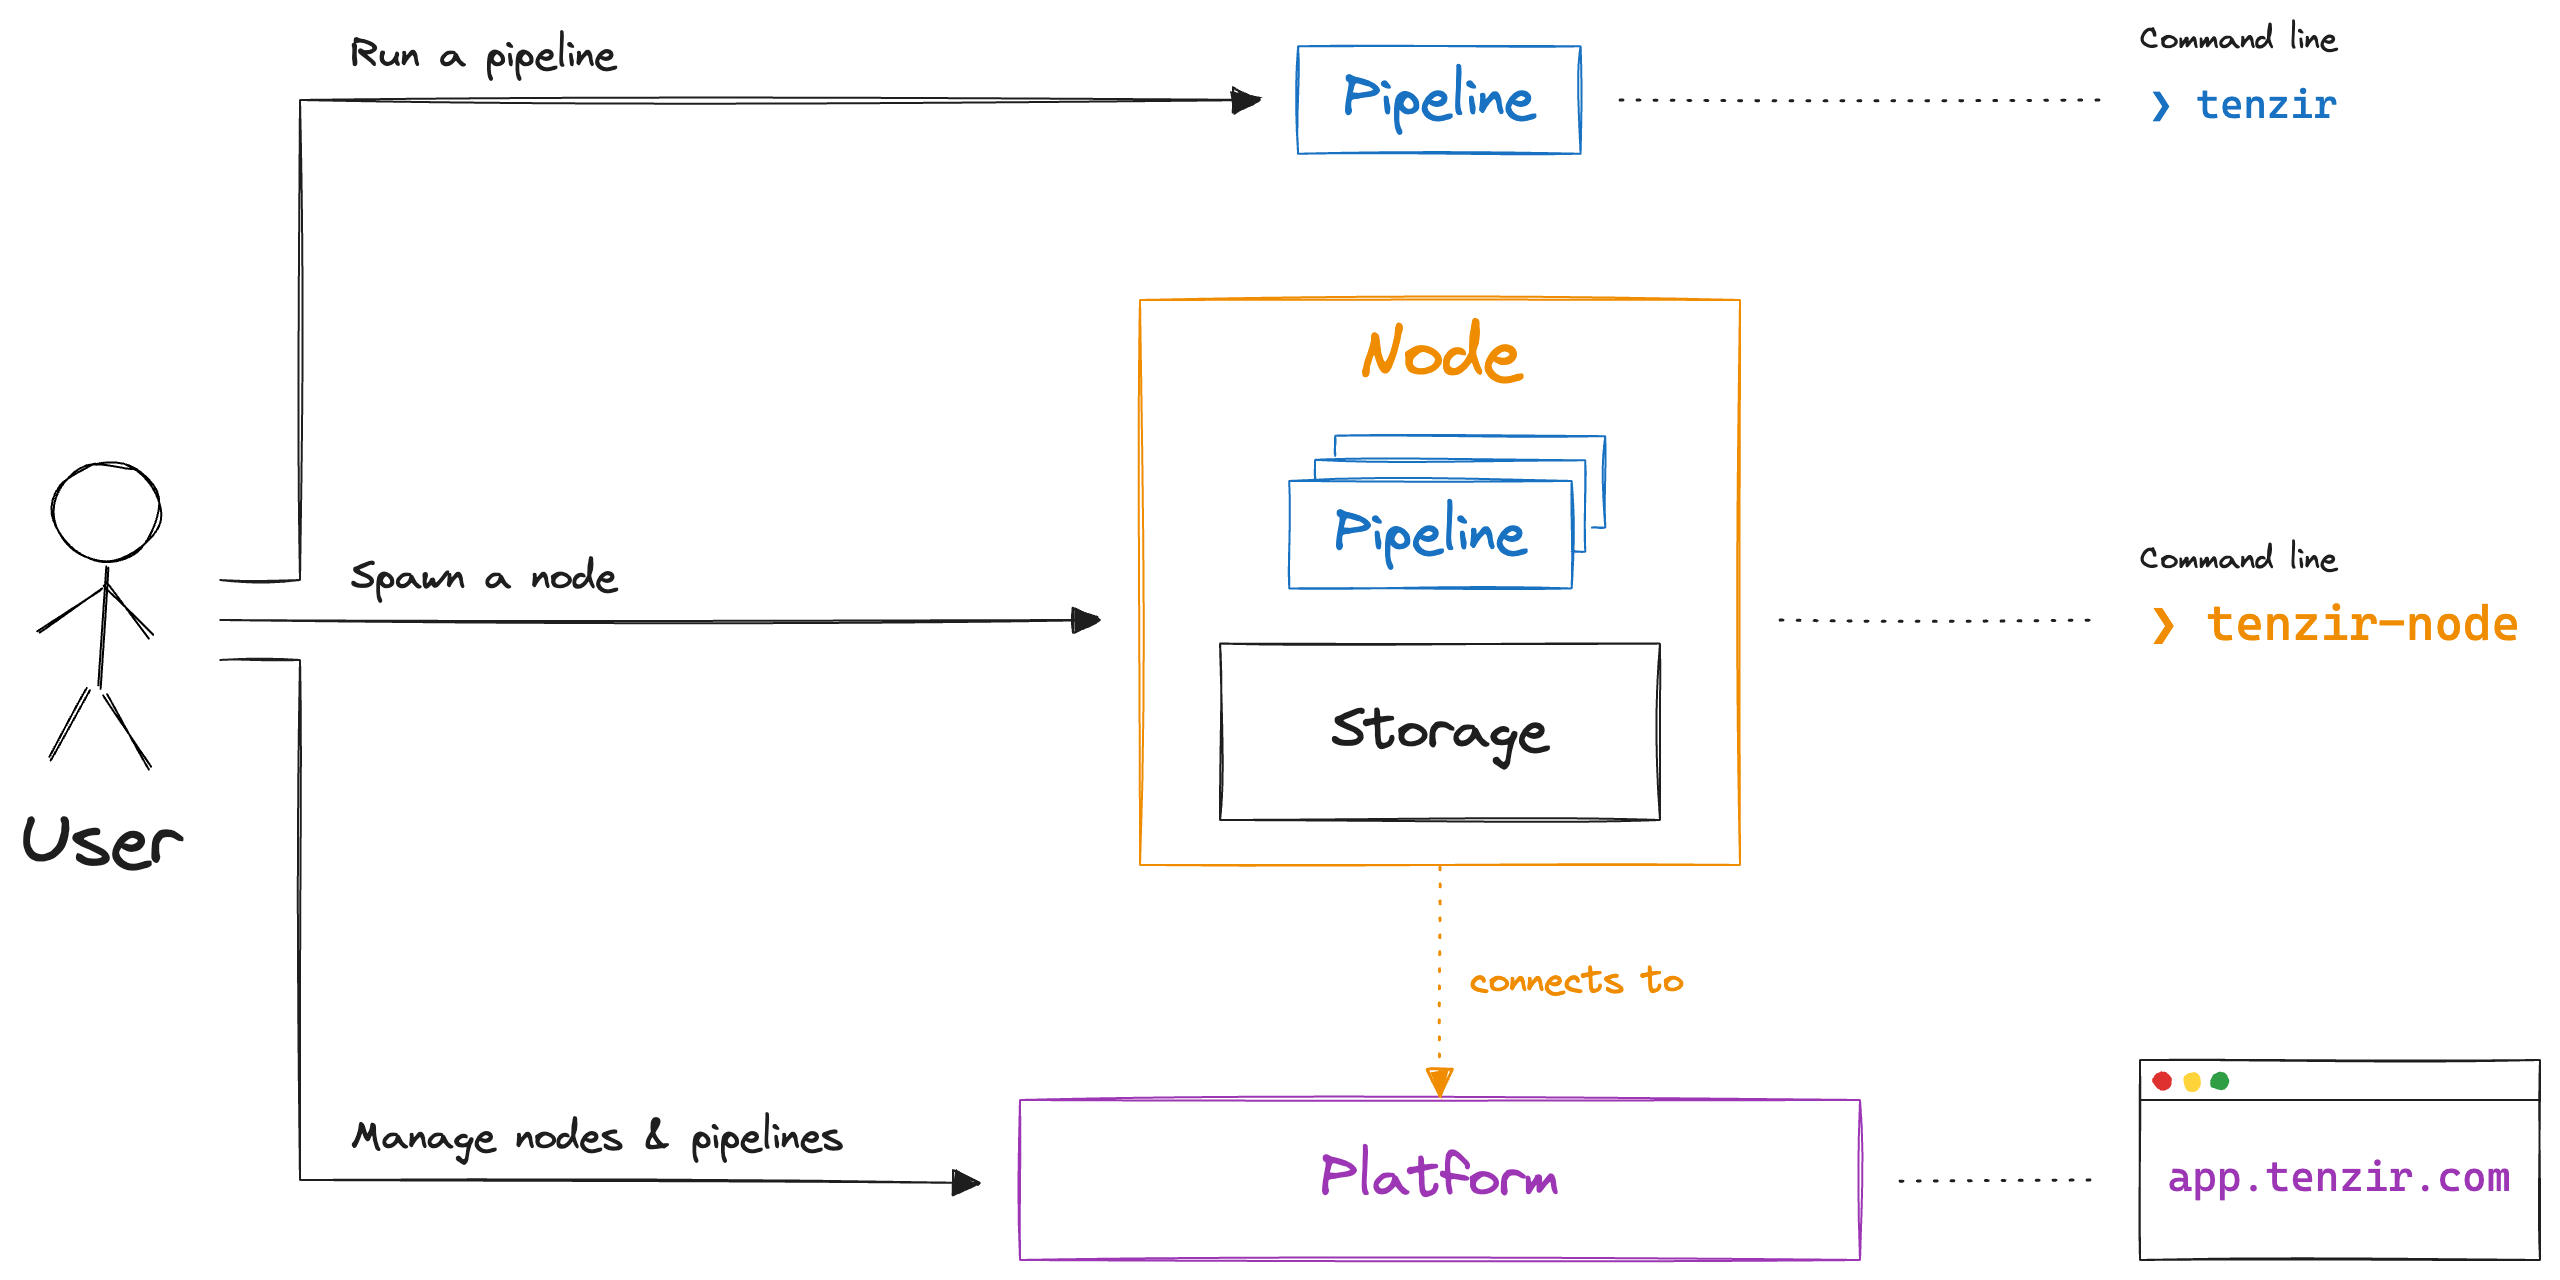 Run a pipeline
Pipeline
Command line
❯ tenzir
Node
Pipeline
Spawn a node
Command line
❯ tenzir-node
Storage
User
connects to
Manage nodes & pipelines
Platform
app.tenzir.com